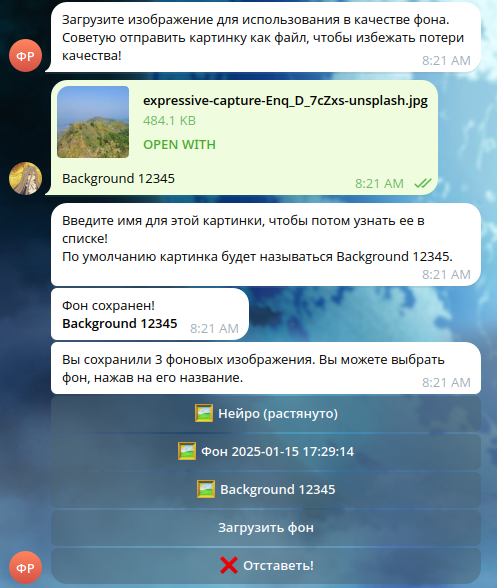 Загрузите изображение для использования в качестве фона.
Советую отправить картинку как файл, чтобы избежать потери
качества!
8:21 AM
ФР
expressive-capture-Enq_D_7cZxs-unsplash.jpg
484.1 KB
OPEN WITH
Background 12345
8:21 AM
Введите имя для этой картинки, чтобы потом узнать ее в
списке!
По умолчанию картинка будет называться Background 12345.
8:21 AM
Фон сохранен!
Background 12345
8:21 AM
Вы сохранили 3 фоновых изображения. Вы можете выбрать
фон, нажав на его название.
8:21 AM
Нейро (растянуто)
Фон 2025-01-15 17:29:14
Background 12345
Загрузить фон
Отставеть!
ФР